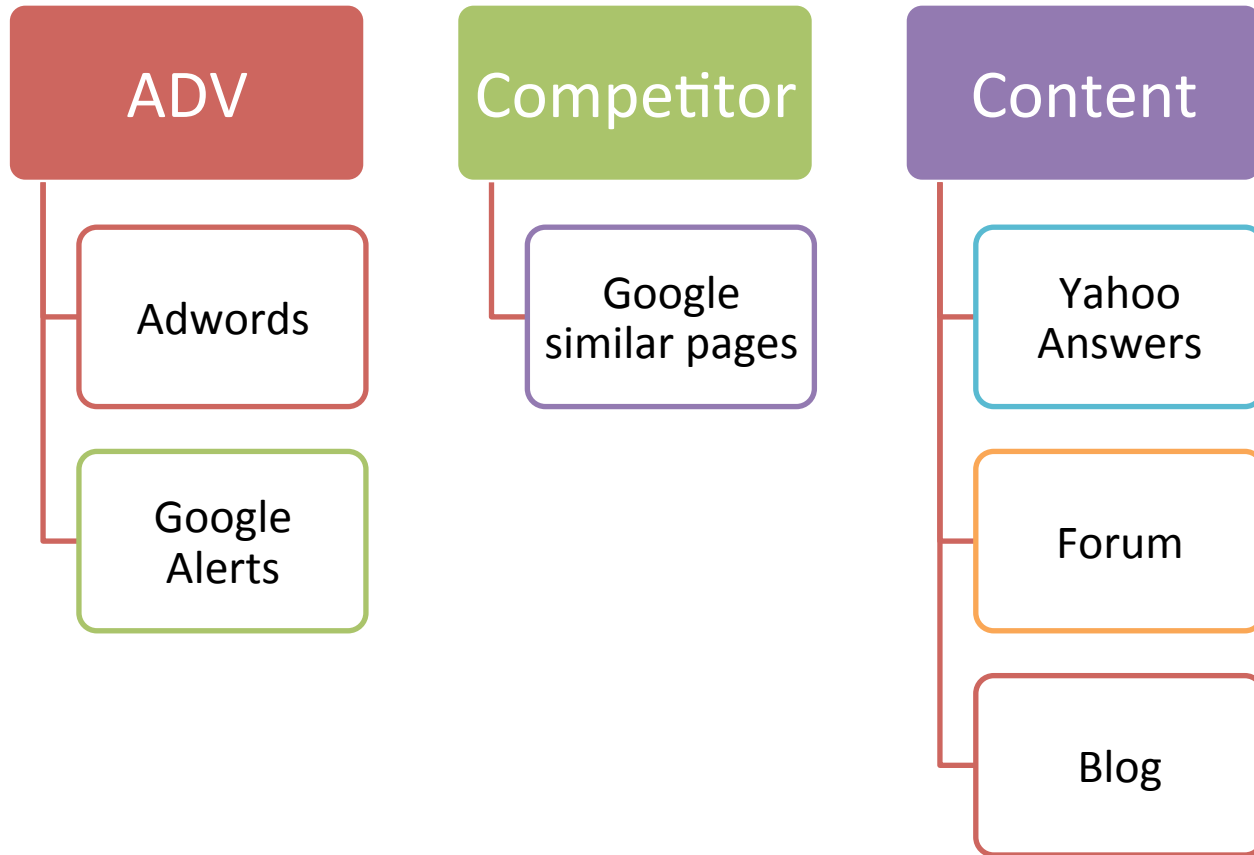 ADV
Adwords
Google
Alerts
Competitor
Google
similar pages
Content
Yahoo
Answers
Forum
Blog